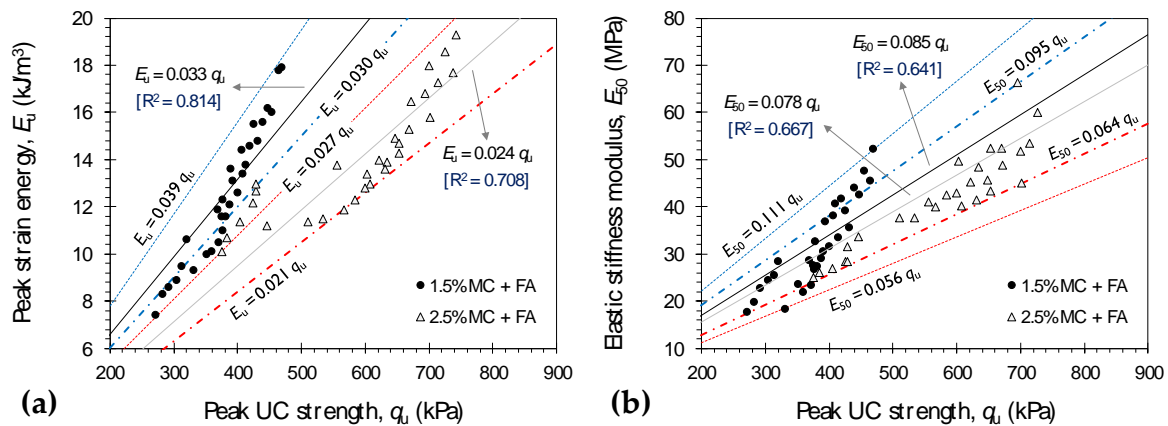 20
18
16
14
12
10
8
6
200 300 400 500 600 700 800 900
Peak strain energy, Eu (kJ/m³)
Peak UC strength, qu (kPa)
(a)
Eu = 0.033 qu
[R² = 0.814]
Eu = 0.030 qu
Eu = 0.027 qu
Eu = 0.039 qu
Eu = 0.024 qu
[R² = 0.708]
Eu = 0.021 qu
1.5%MC + FA
2.5%MC + FA
80
70
60
50
40
30
20
10
200 300 400 500 600 700 800 900
Elastic stiffness modulus, E50 (MPa)
Peak UC strength, qu (kPa)
(b)
E50 = 0.085 qu
[R² = 0.641]
E50 = 0.095 qu
E50 = 0.078 qu
[R² = 0.667]
E50 = 0.064 qu
E50 = 0.111 qu
E50 = 0.056 qu
1.5%MC + FA
2.5%MC + FA